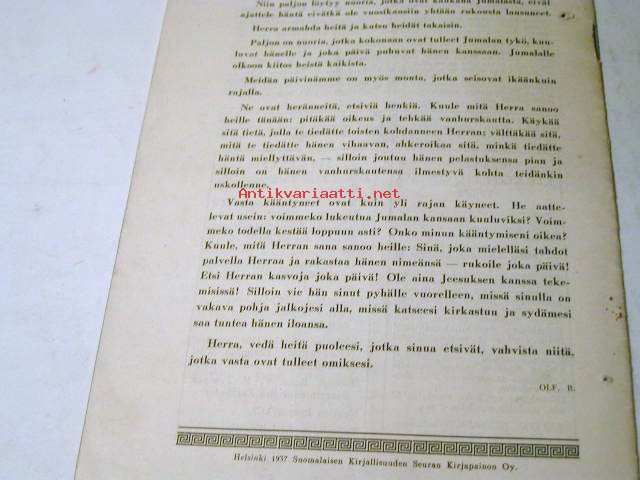 Niin paljon löytyy nuoria, jotka ovat kaukana Jumalasta, eivät
ajattele häntä eivätkä ole vuosikausiin yhtään rukousta lausuneet.
Herra armahda heitä ja katso heidät takaisin.
Paljon on nuoria, jotka kokonaan ovat tulleet Jumalan tykö, kuu-
luvat hänelle ja joka päivä puhuvat hänen kanssaan. Jumalalle
olkoon kiitos heistä kaikista.
Meidän päivinämme on myös monta, jotka seisovat ikäänkuin
rajalla.
Ne ovat heränneitä, etsiviä henkiä. Kuule mitä Herra sanoo
heille tänään: pitäkää oikeus ja tehkää vanhurskautta. Käykää
sitä tietä, jolla te tiedätte toisten kohdanneen Herran; välttäkää sitä,
mitä te tiedätte hänen vihaavan, ahkeroikaa sitä, minkä tiedätte
häntä miellyttävän, — silloin joutuu hänen pelastuksensa pian ja
silloin on hänen vanhurskautensa ilmestyvä kohta teidänkin
uskollenne.
Antikvariaatti.net
Vasta kääntyneet ovat kuin yli rajan käyneet. He aatte-
levat usein: voimmeko lukeutua Jumalan kansaan kuuluviksi? Voim-
meko todella kestää loppuun asti? Onko minun kääntymiseni oikea?
Kuule, mitä Herran sana sanoo heille: Sinä, joka mielelläsi tahdot
palvella Herraa ja rakastaa hänen nimeänsä — rukoile joka päivä!
Etsi Herran kasvoja joka päivä! Ole aina Jeesuksen kanssa teke-
misissä! Silloin vie hän sinut pyhälle vuorelleen, missä sinulla on
vakava pohja jalkojesi alla, missä katseesi kirkastuu ja sydämesi
saa tuntea hänen iloansa.
Herra, vedä heitä puoleesi, jotka sinua etsivät, vahvista niitä,
jotka vasta ovat tulleet omiksesi.
OLF. R.
Helsinki 1937 Suomalaisen Kirjallisuuden Seuran Kirjapainon Oy.